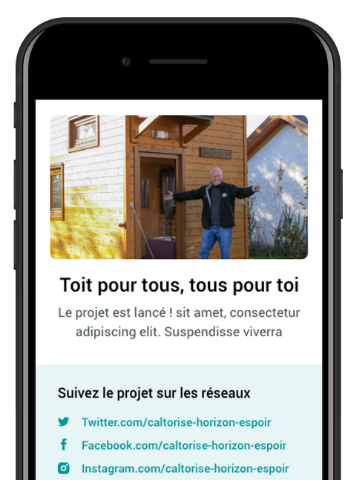 Toit pour tous, tous pour toi
Le projet est lancé ! sit amet, consectetur
adipiscing elit. Suspendisse viverra
Suivez le projet sur les réseaux
Twitter.com/caltorise-horizon-espoir
Facebook.com/caltorise-horizon-espoir
Instagram.com/caltorise-horizon-espoir